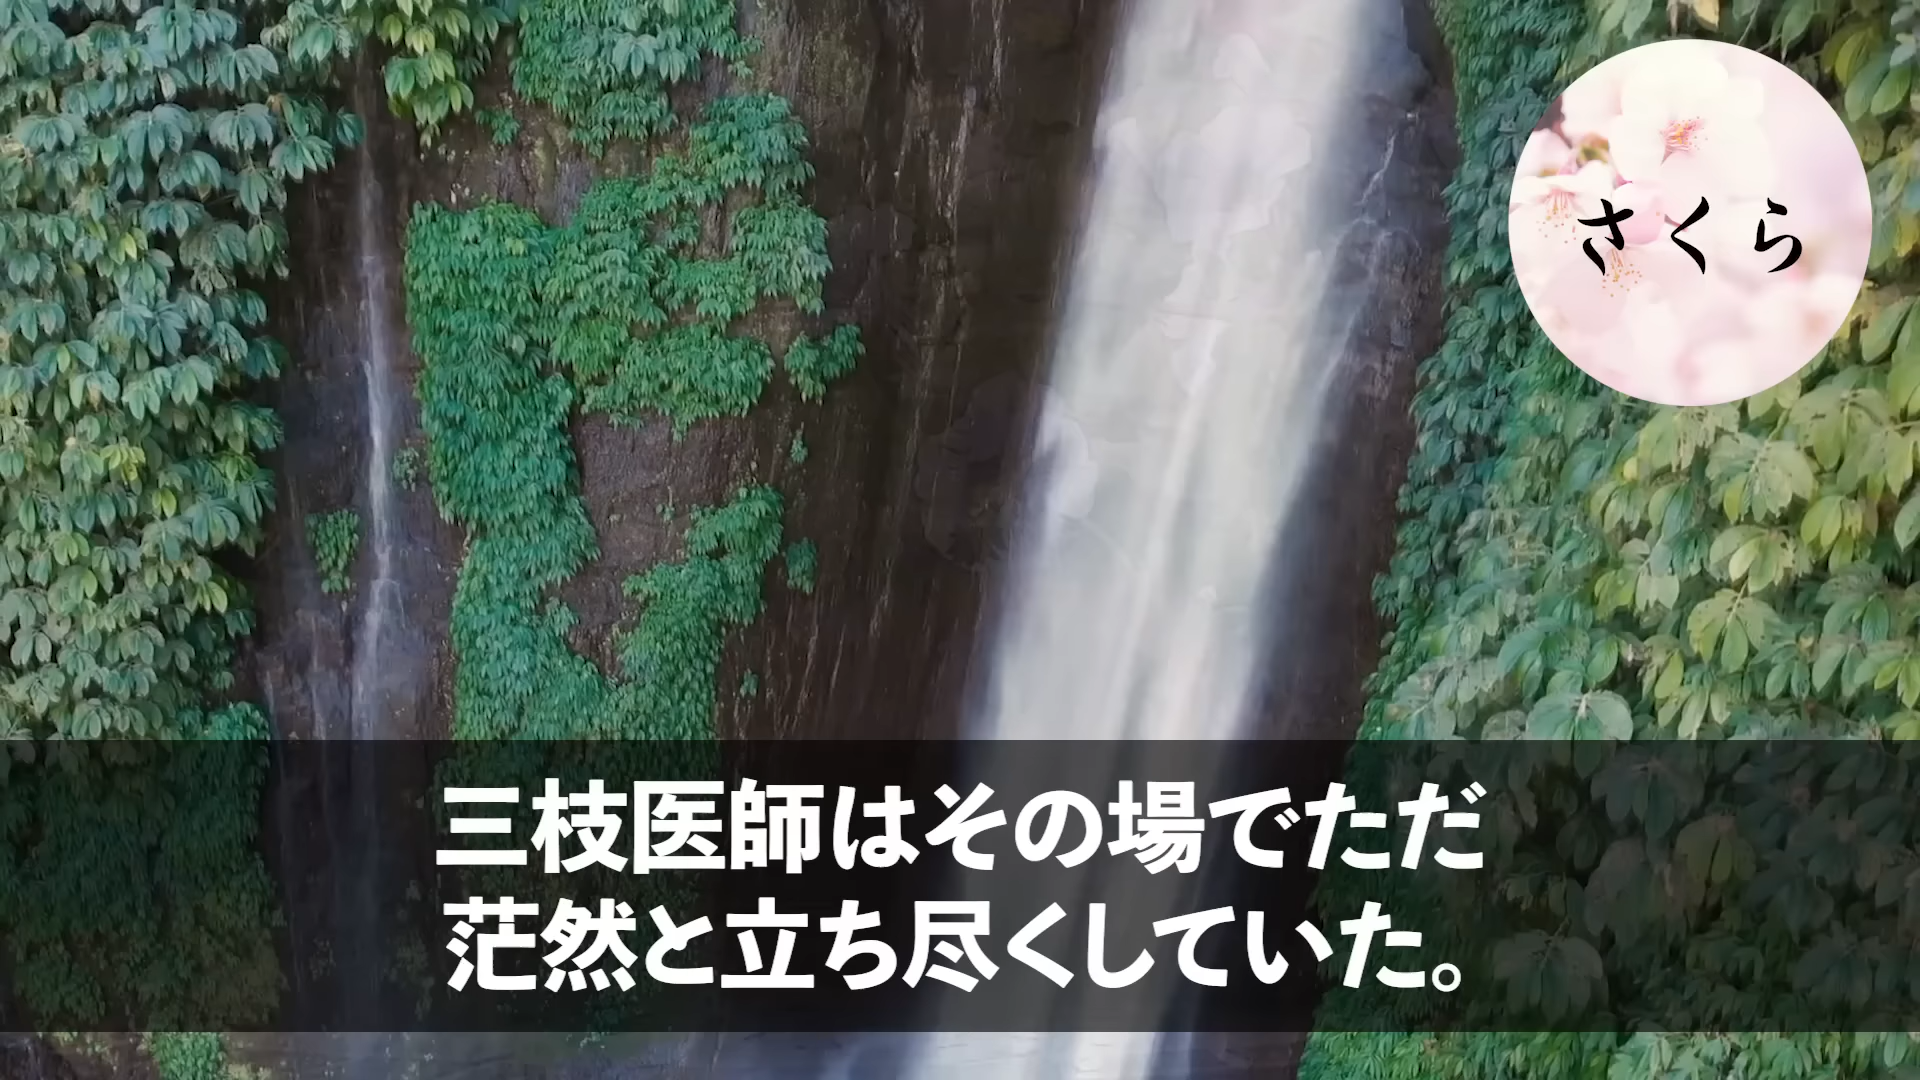 さくら
三枝医師はその場でただ
茫然と立ち尽くしていた。